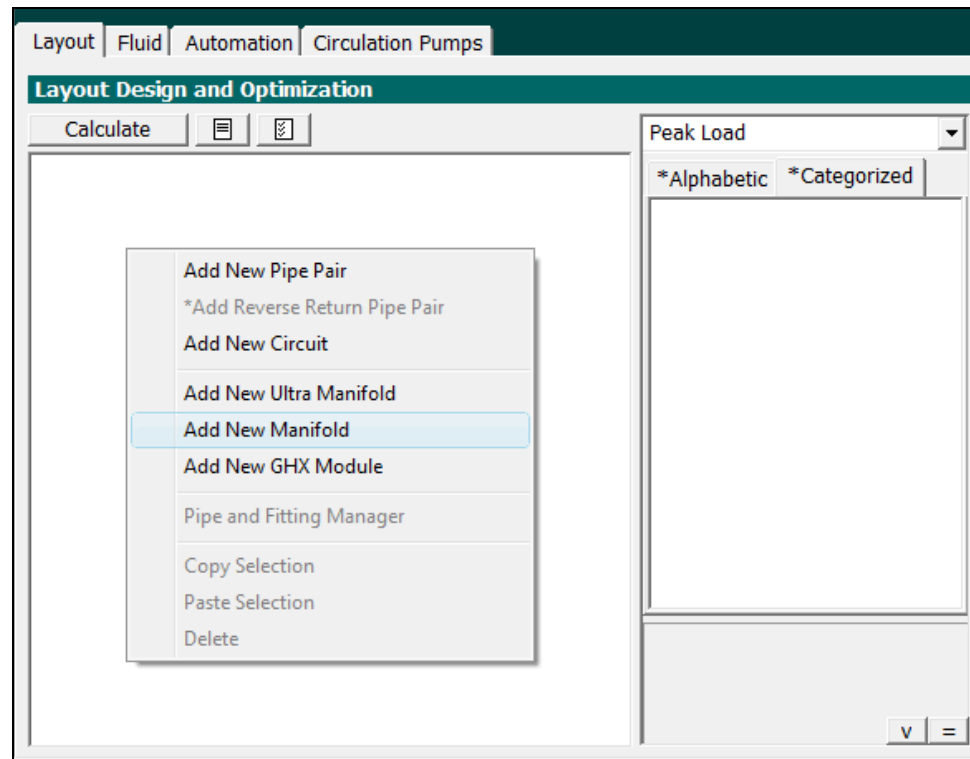 Layout Fluid Automation Circulation Pumps
Layout Design and Optimization
Calculate
Peak Load
*Alphabetic *Categorized
Add New Pipe Pair
*Add Reverse Return Pipe Pair
Add New Circuit
Add New Ultra Manifold
Add New Manifold
Add New GHX Module
Pipe and Fitting Manager
Copy Selection
Paste Selection
Delete
v =